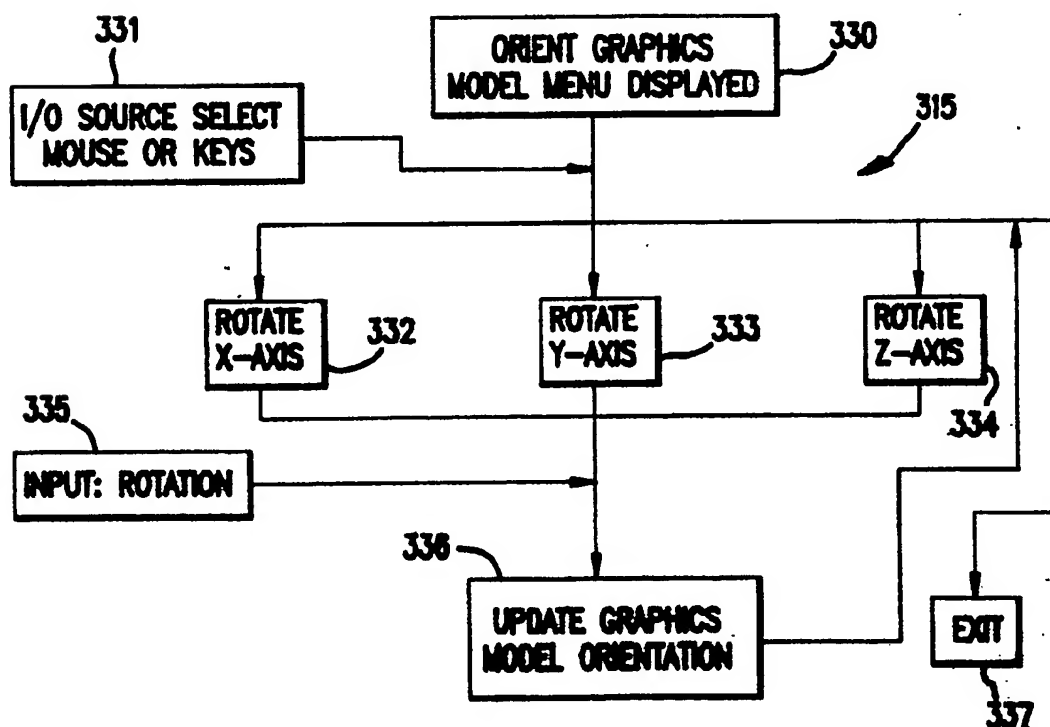 331
I/O SOURCE SELECT
MOUSE OR KEYS
ORIENT GRAPHICS
MODEL MENU DISPLAYED
330
315
ROTATE
X-AXIS
332
ROTATE
Y-AXIS
333
ROTATE
Z-AXIS
334
335
INPUT: ROTATION
336
UPDATE GRAPHICS
MODEL ORIENTATION
EXIT
337